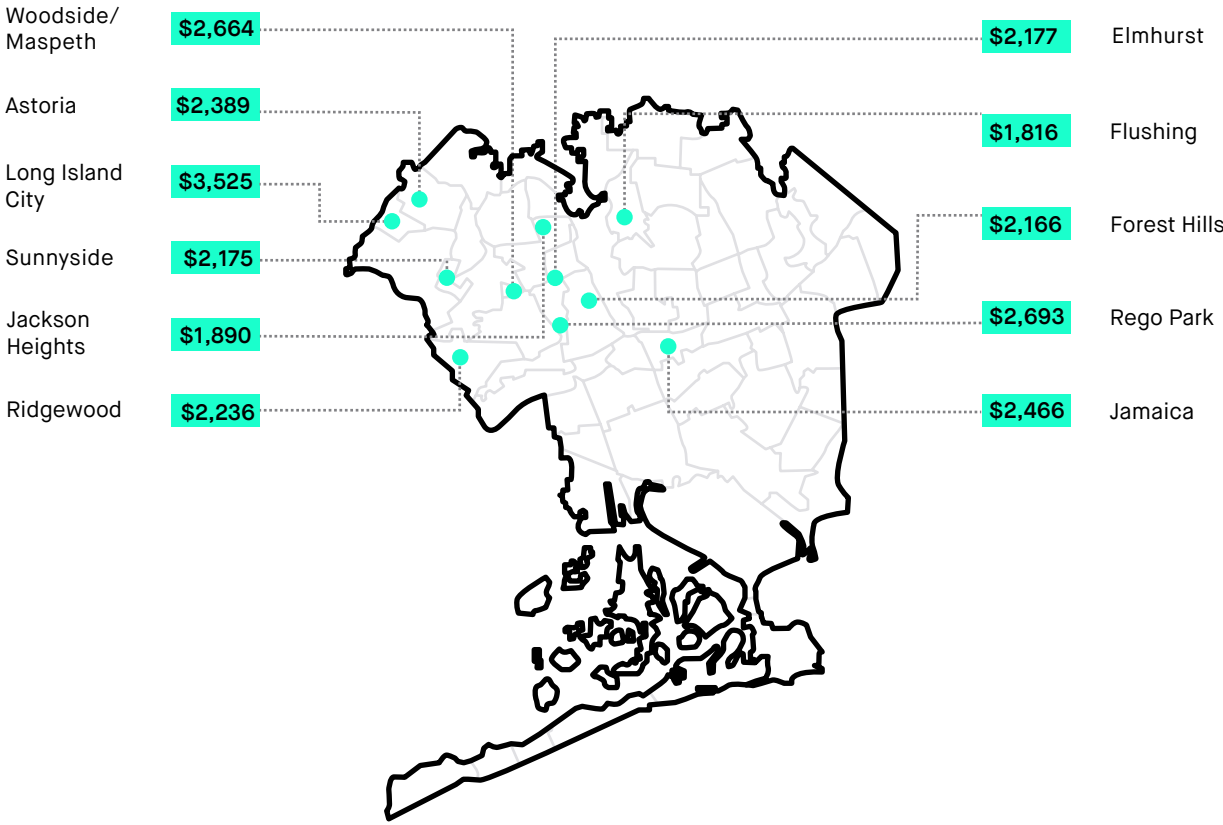 Woodside/
Maspeth
$2,664
Astoria
$2,389
Long Island
City
$3,525
Sunnyside
$2,175
Jackson
Heights
$1,890
Ridgewood
$2,236
$2,177
Elmhurst
$1,816
Flushing
$2,166
Forest Hills
$2,693
Rego Park
$2,466
Jamaica